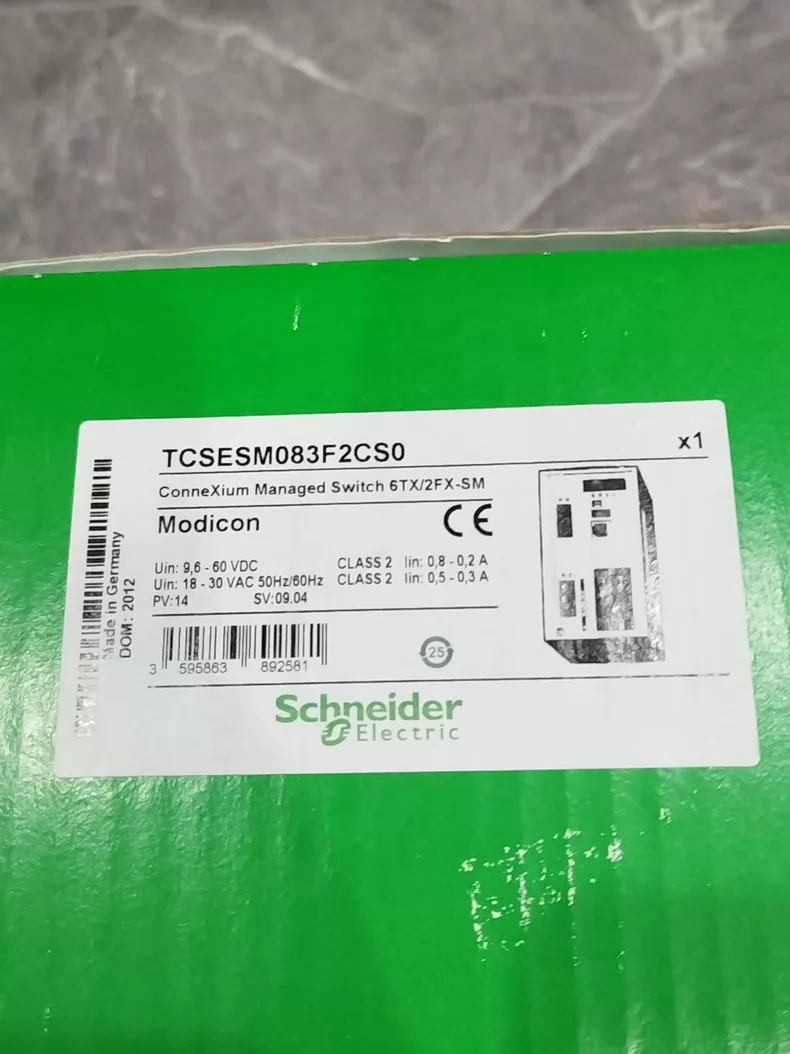 TCSESM083F2CS0
x1
ConneXium Managed Switch 6TX/2FX-SM
Modicon
CE
Uin: 9,6 - 60 VDC CLASS 2 Iin: 0,8 - 0,2 A
Uin: 18 - 30 VAC 50Hz/60Hz CLASS 2 Iin: 0,5 - 0,3 A
PV:14 SV:09.04
Made in Germany
DOM: 2012
3 595863 892581
25
Schneider
Electric